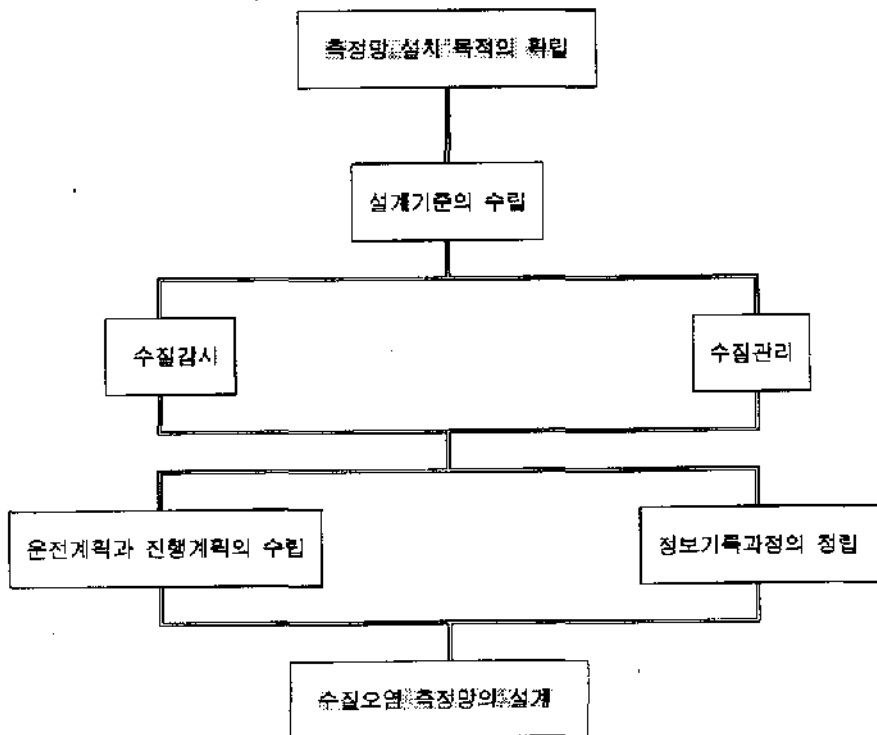 측정망 설치 목적의 확립
설계기준의 수립
수질감시
수질관리
운전계획과 진행계획의 수립
정보기록과정의 정립
수질오염 측정망의 설계